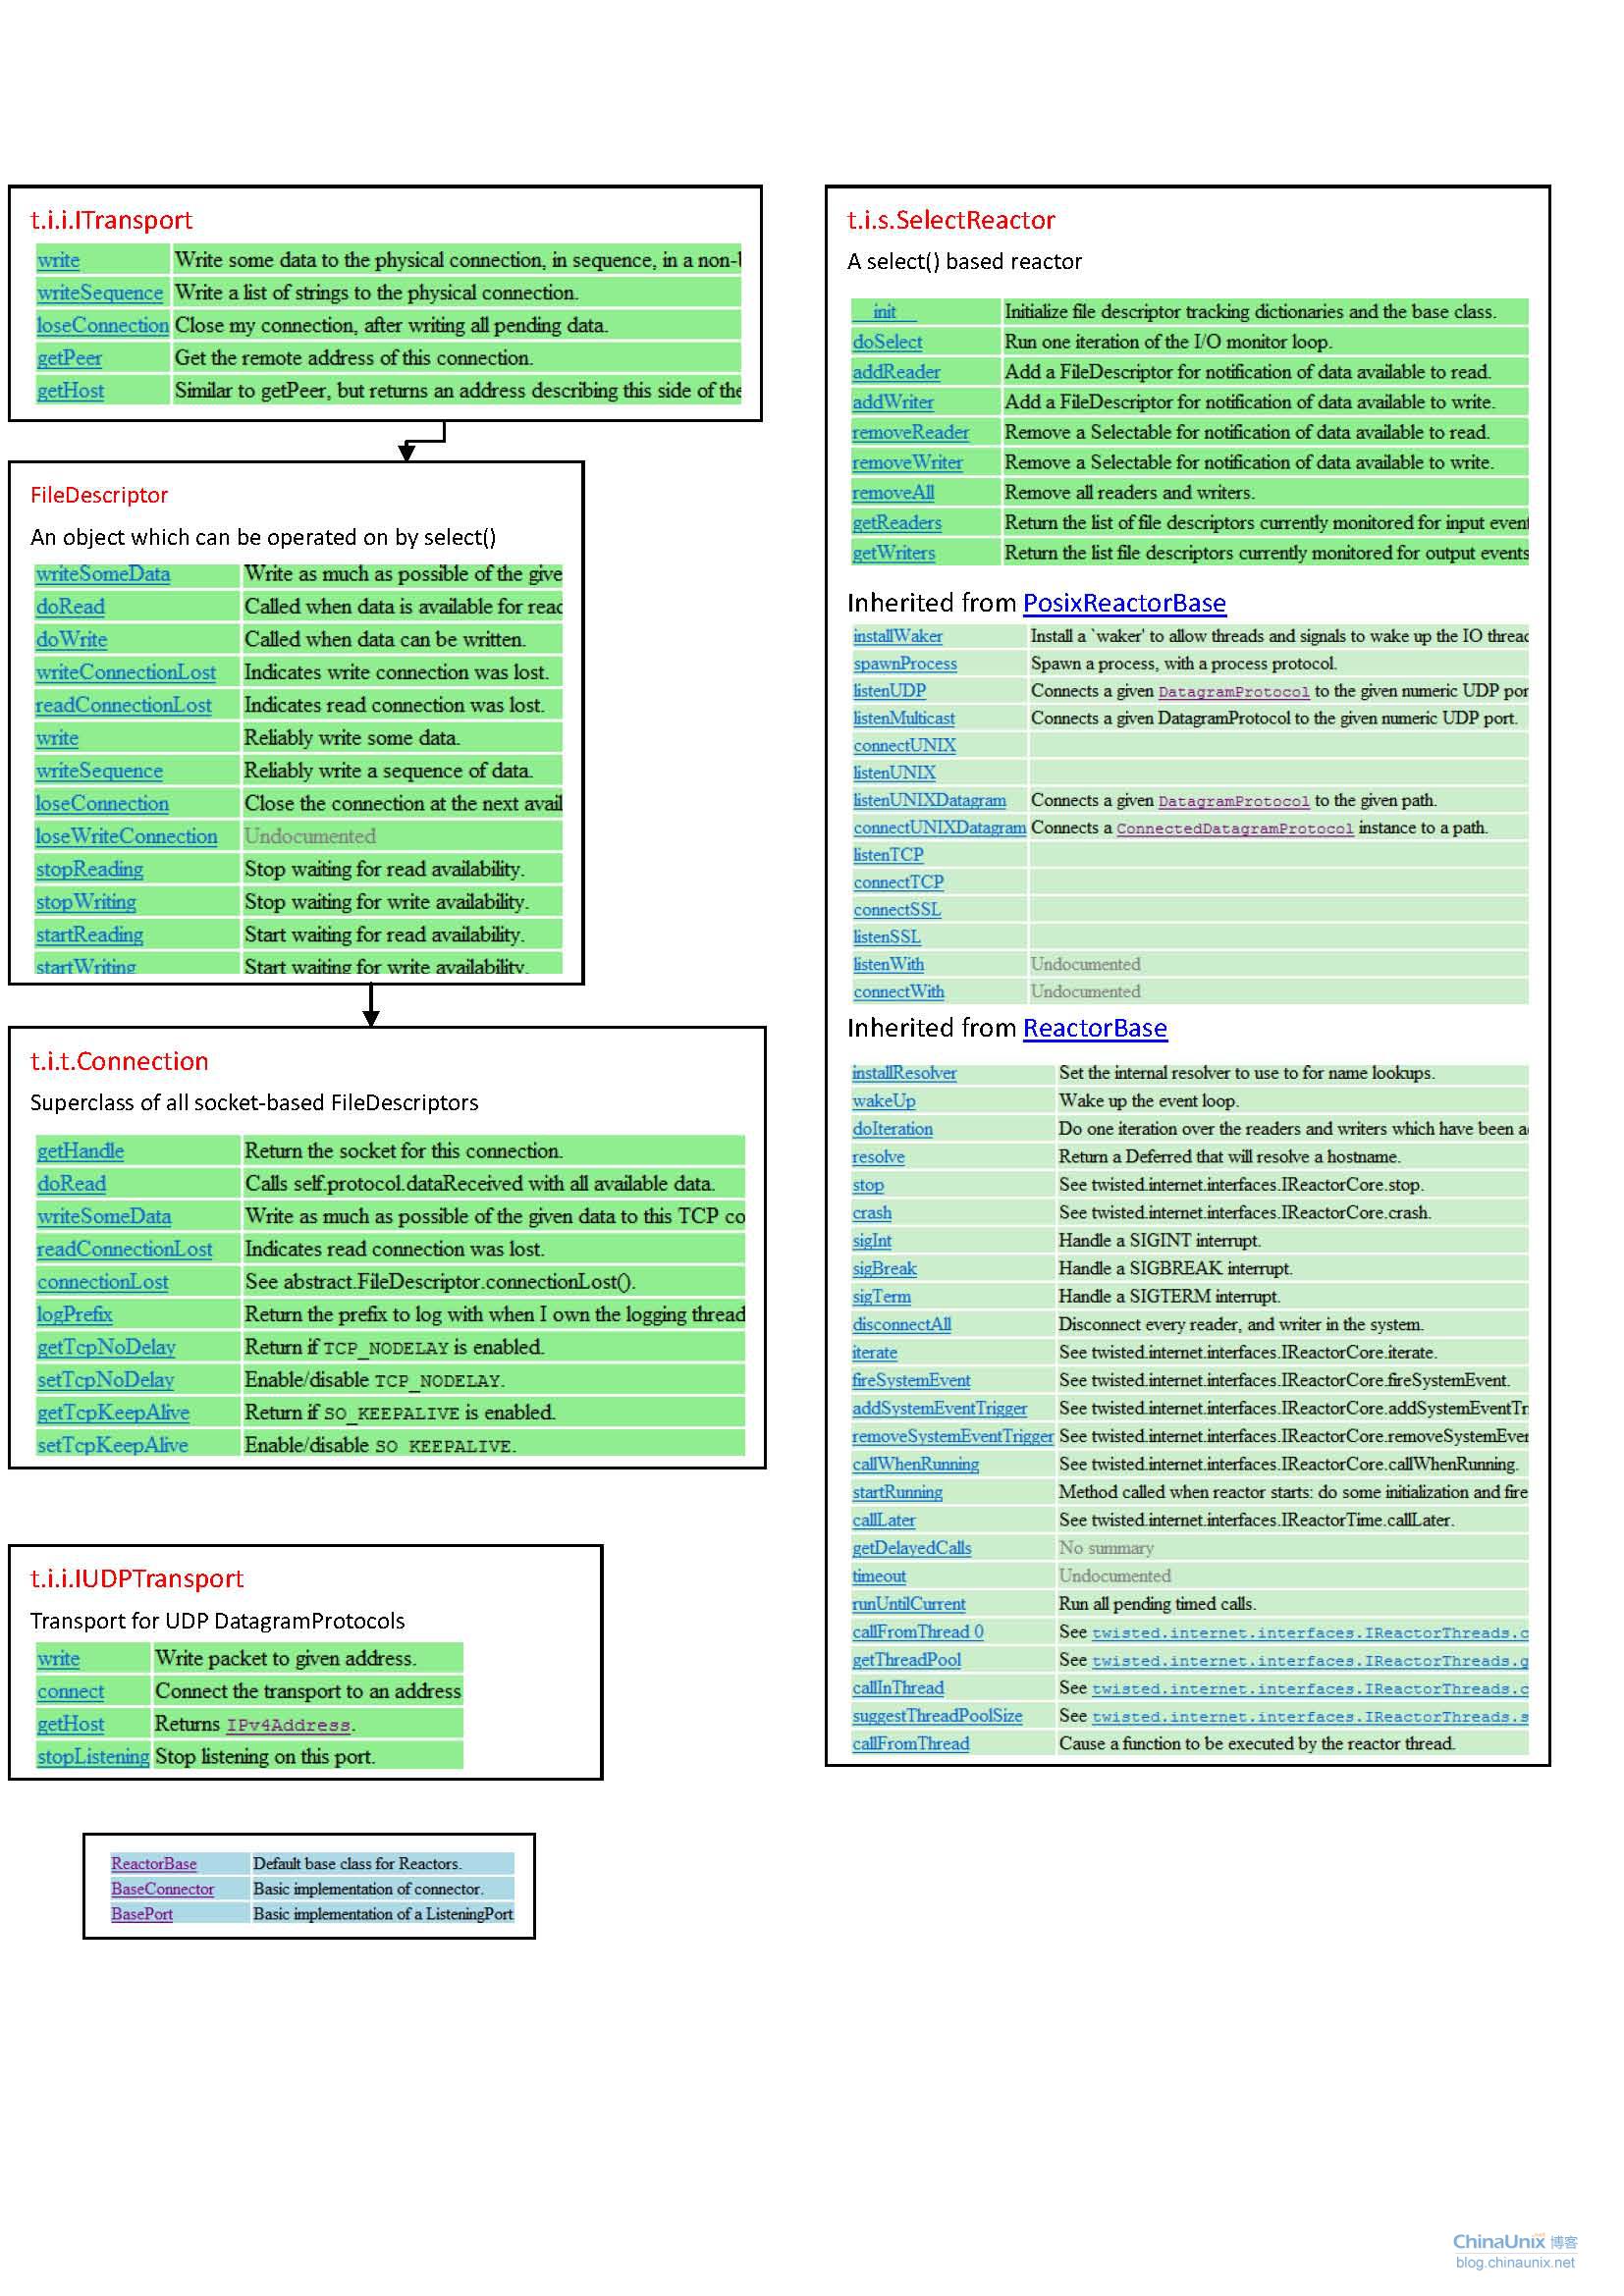 t.i.i.ITransport
write Write some data to the physical connection, in sequence, in a non-
writeSequence Write a list of strings to the physical connection.
loseConnection Close my connection, after writing all pending data.
getPeer Get the remote address of this connection.
getHost Similar to getPeer, but returns an address describing this side of the
FileDescriptor
An object which can be operated on by select()
writeSomeData Write as much as possible of the give
doRead Called when data is available for
doWrite Called when data can be written.
writeConnectionLost Indicates write connection was lost.
readConnectionLost Indicates read connection was lost.
write Reliably write some data.
writeSequence Reliably write a sequence of data.
loseConnection Close the connection at the next avail
loseWriteConnection Undocumented
stopReading Stop waiting for read availability.
stopWriting Stop waiting for write availability.
startReading Start waiting for read availability.
startWriting Start waiting for write availability.
t.i.t.Connection
Superclass of all socket-based FileDescriptors
getHandle Return the socket for this connection.
doRead Calls self.protocol.dataReceived with all available data.
writeSomeData Write as much as possible of the given data to this TCP co
readConnectionLost Indicates read connection was lost.
connectionLost See abstract.FileDescriptor.connectionLost().
logPrefix Return the prefix to log with when I own the logging thread
getTcpNoDelay Return if TCP_NODELAY is enabled.
setTcpNoDelay Enable/disable TCP_NODELAY.
getTcpKeepAlive Return if SO_KEEPALIVE is enabled.
setTcpKeepAlive Enable/disable SO_KEEPALIVE.
t.i.i.IUDPTransport
Transport for UDP DatagramProtocols
write Write packet to given address.
connect Connect the transport to an address
getHost Returns IPv4Address.
stopListening Stop listening on this port.
ReactorBase Default base class for Reactors.
BaseConnector Basic implementation of connector.
BasePort Basic implementation of a ListeningPort
t.i.s.SelectReactor
A select() based reactor
__init__ Initialize file descriptor tracking dictionaries and the base class.
doSelect Run one iteration of the I/O monitor loop.
addReader Add a FileDescriptor for notification of data available to read.
addWriter Add a FileDescriptor for notification of data available to write.
removeReader Remove a Selectable for notification of data available to read.
removeWriter Remove a Selectable for notification of data available to write.
removeAll Remove all readers and writers.
getReaders Return the list of file descriptors currently monitored for input event
getWriters Return the list file descriptors currently monitored for output events
Inherited from PosixReactorBase
installWaker Install a `waker' to allow threads and signals to wake up the IO threa
spawnProcess Spawn a process, with a process protocol.
listenUDP Connects a given DatagramProtocol to the given numeric UDP por
listenMulticast Connects a given DatagramProtocol to the given numeric UDP port.
connectUNIX
listenUNIX
listenUNIXDatagram Connects a given DatagramProtocol to the given path.
connectUNIXDatagram Connects a ConnectedDatagramProtocol instance to a path.
listenTCP
connectTCP
connectSSL
listenSSL
listenWith Undocumented
connectWith Undocumented
Inherited from ReactorBase
installResolver Set the internal resolver to use to for name lookups.
wakeUp Wake up the event loop.
doIteration Do one iteration over the readers and writers which have been a
resolve Return a Deferred that will resolve a hostname.
stop See twisted.internet.interfaces.IReactorCore.stop.
crash See twisted.internet.interfaces.IReactorCore.crash.
sigInt Handle a SIGINT interrupt.
sigBreak Handle a SIGBREAK interrupt.
sigTerm Handle a SIGTERM interrupt.
disconnectAll Disconnect every reader, and writer in the system.
iterate See twisted.internet.interfaces.IReactorCore.iterate.
fireSystemEvent See twisted.internet.interfaces.IReactorCore.fireSystemEvent.
addSystemEventTrigger See twisted.internet.interfaces.IReactorCore.addSystemEventTr
removeSystemEventTrigger See twisted.internet.interfaces.IReactorCore.removeSystemEve
callWhenRunning See twisted.internet.interfaces.IReactorCore.callWhenRunning.
startRunning Method called when reactor starts: do some initialization and fire
callLater See twisted.internet.interfaces.IReactorTime.callLater.
getDelayedCalls No summary
timeout Undocumented
runUntilCurrent Run all pending timed calls.
callFromThread 0 See twisted.internet.interfaces.IReactorThreads.c
getThreadPool See twisted.internet.interfaces.IReactorThreads.g
callInThread See twisted.internet.interfaces.IReactorThreads.c
suggestThreadPoolSize See twisted.internet.interfaces.IReactorThreads.s
callFromThread Cause a function to be executed by the reactor thread.
ChinaUnix 博客
blog.chinaunix.net